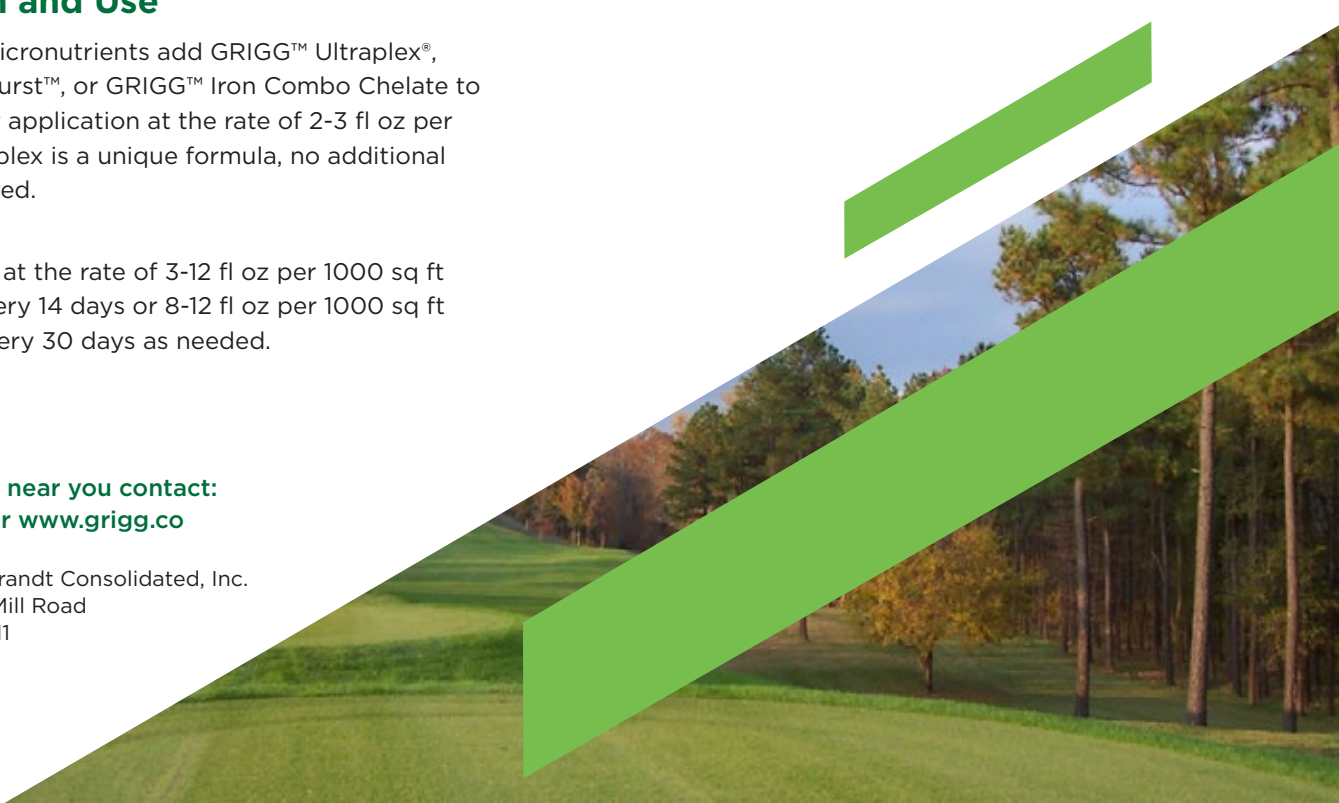 and Use
icronutrients add GRIGG™ Ultraplex®,
urst™, or GRIGG™ Iron Combo Chelate to
application at the rate of 2-3 fl oz per
plex is a unique formula, no additional
ed.
at the rate of 3-12 fl oz per 1000 sq ft
ery 14 days or 8-12 fl oz per 1000 sq ft
ery 30 days as needed.
near you contact:
r www.grigg.co
randt Consolidated, Inc.
Mill Road
11